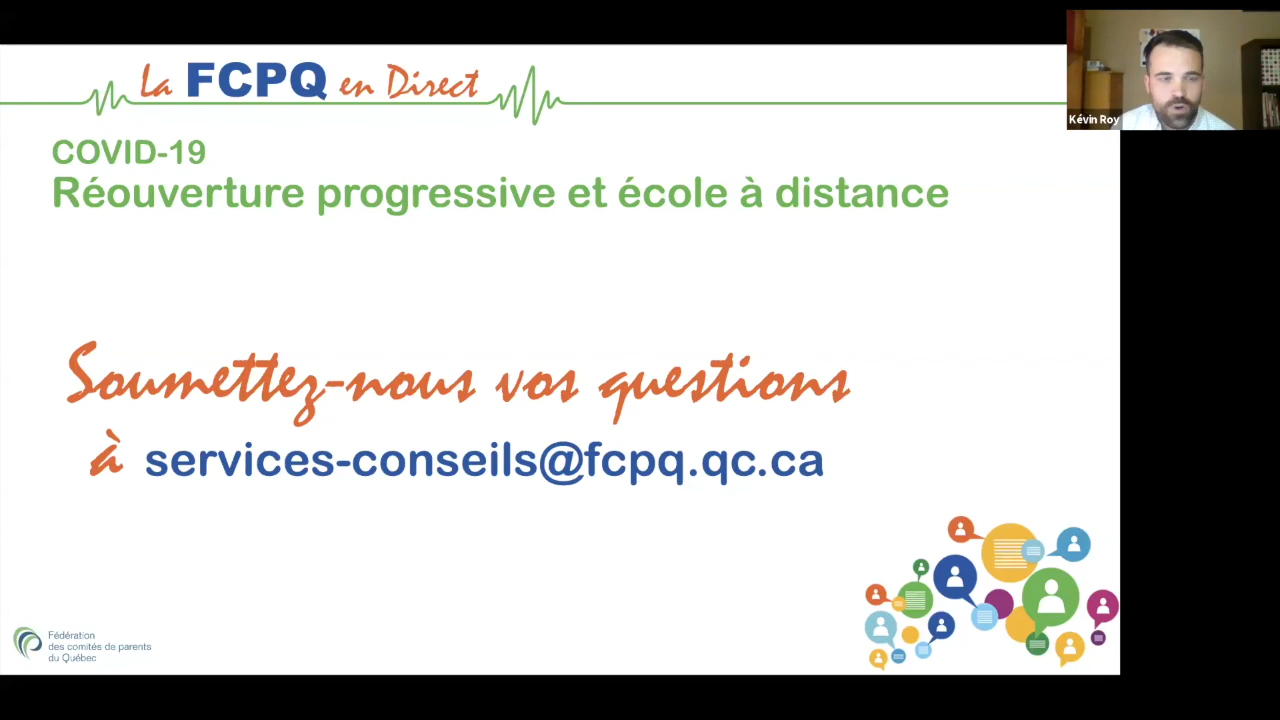 La FCPQ en Direct
Kévin Roy
COVID-19
Réouverture progressive et école à distance
Soumettez-nous vos questions
à services-conseils@fcpq.qc.ca
Fédération
des comités de parents
du Québec